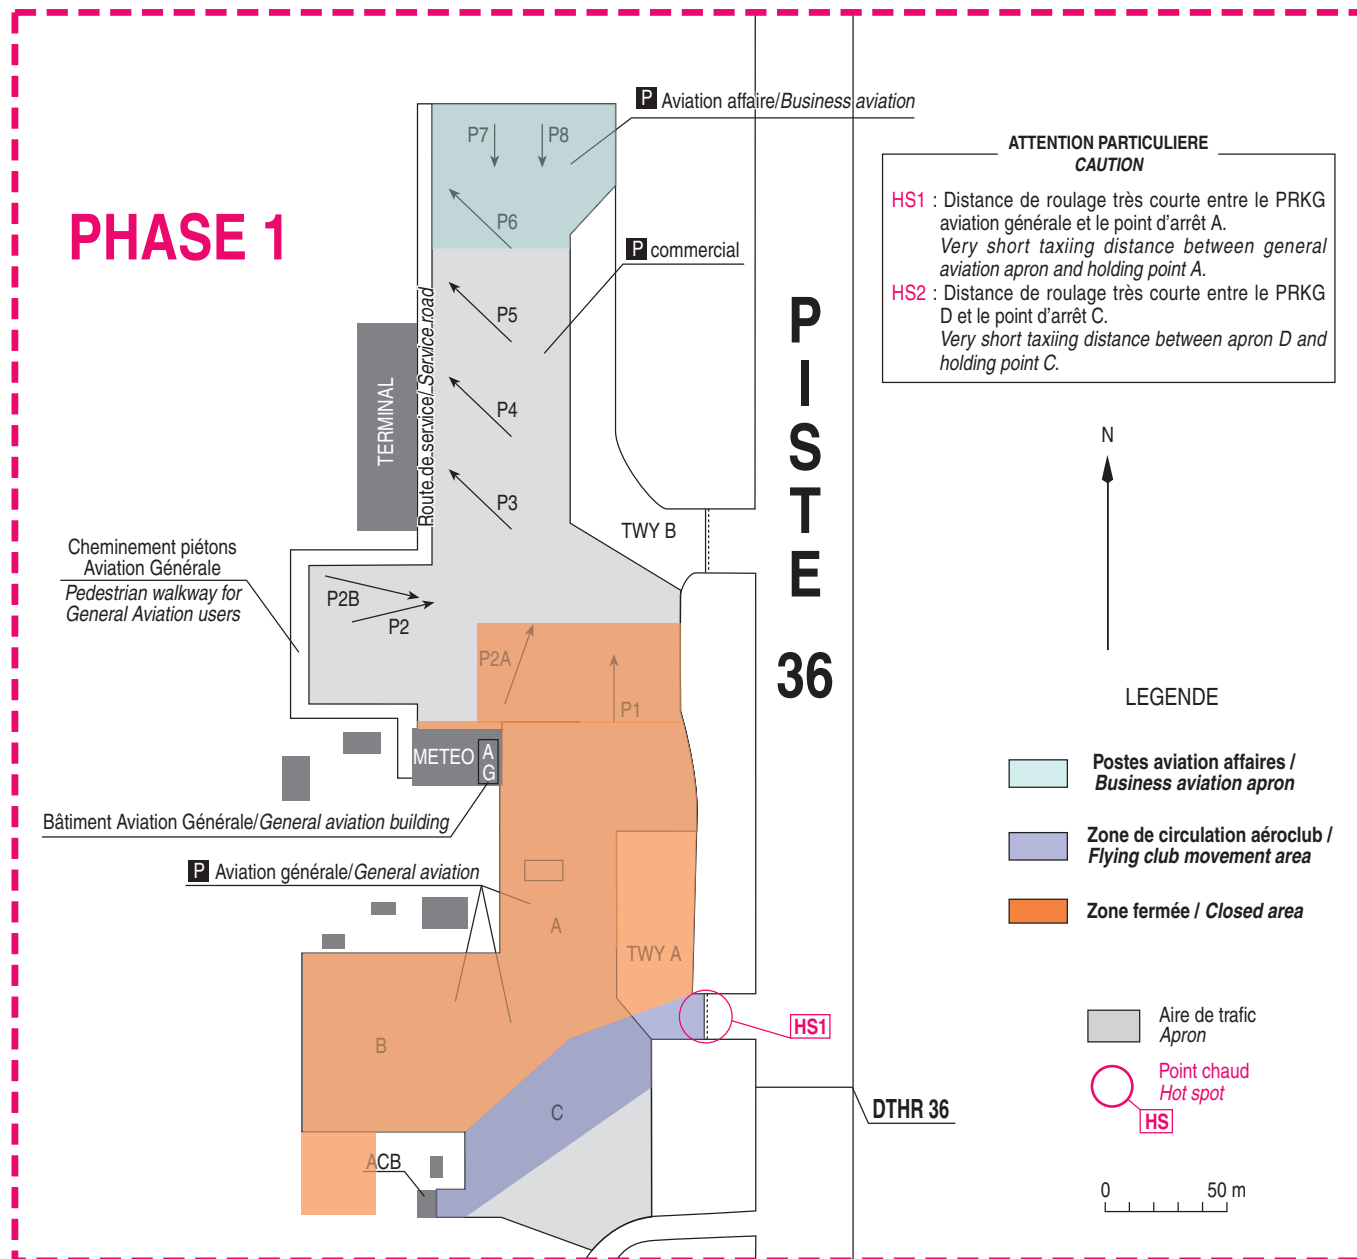 P Aviation affaire/Business aviation
P7
P8
P6
PHASE 1
P commercial
P5
P4
P3
TERMINAL
Route de service/ Service road
ATTENTION PARTICULIERE
CAUTION
HS1 : Distance de roulage très courte entre le PRKG
aviation générale et le point d'arrêt A.
Very short taxiing distance between general
aviation apron and holding point A.
HS2 : Distance de roulage très courte entre le PRKG
D et le point d'arrêt C.
Very short taxiing distance between apron D and
holding point C.
PISTE
36
N
TWY B
Cheminement piétons
Aviation Générale
Pedestrian walkway for
General Aviation users
P2B
P2
P2A
P1
METEO
AG
Bâtiment Aviation Générale/General aviation building
P Aviation générale/General aviation
A
TWY A
B
C
ACB
HS1
DTHR 36
LEGENDE
Postes aviation affaires /
Business aviation apron
Zone de circulation aéroclub /
Flying club movement area
Zone fermée / Closed area
Aire de trafic
Apron
Point chaud
Hot spot
HS
0 50 m